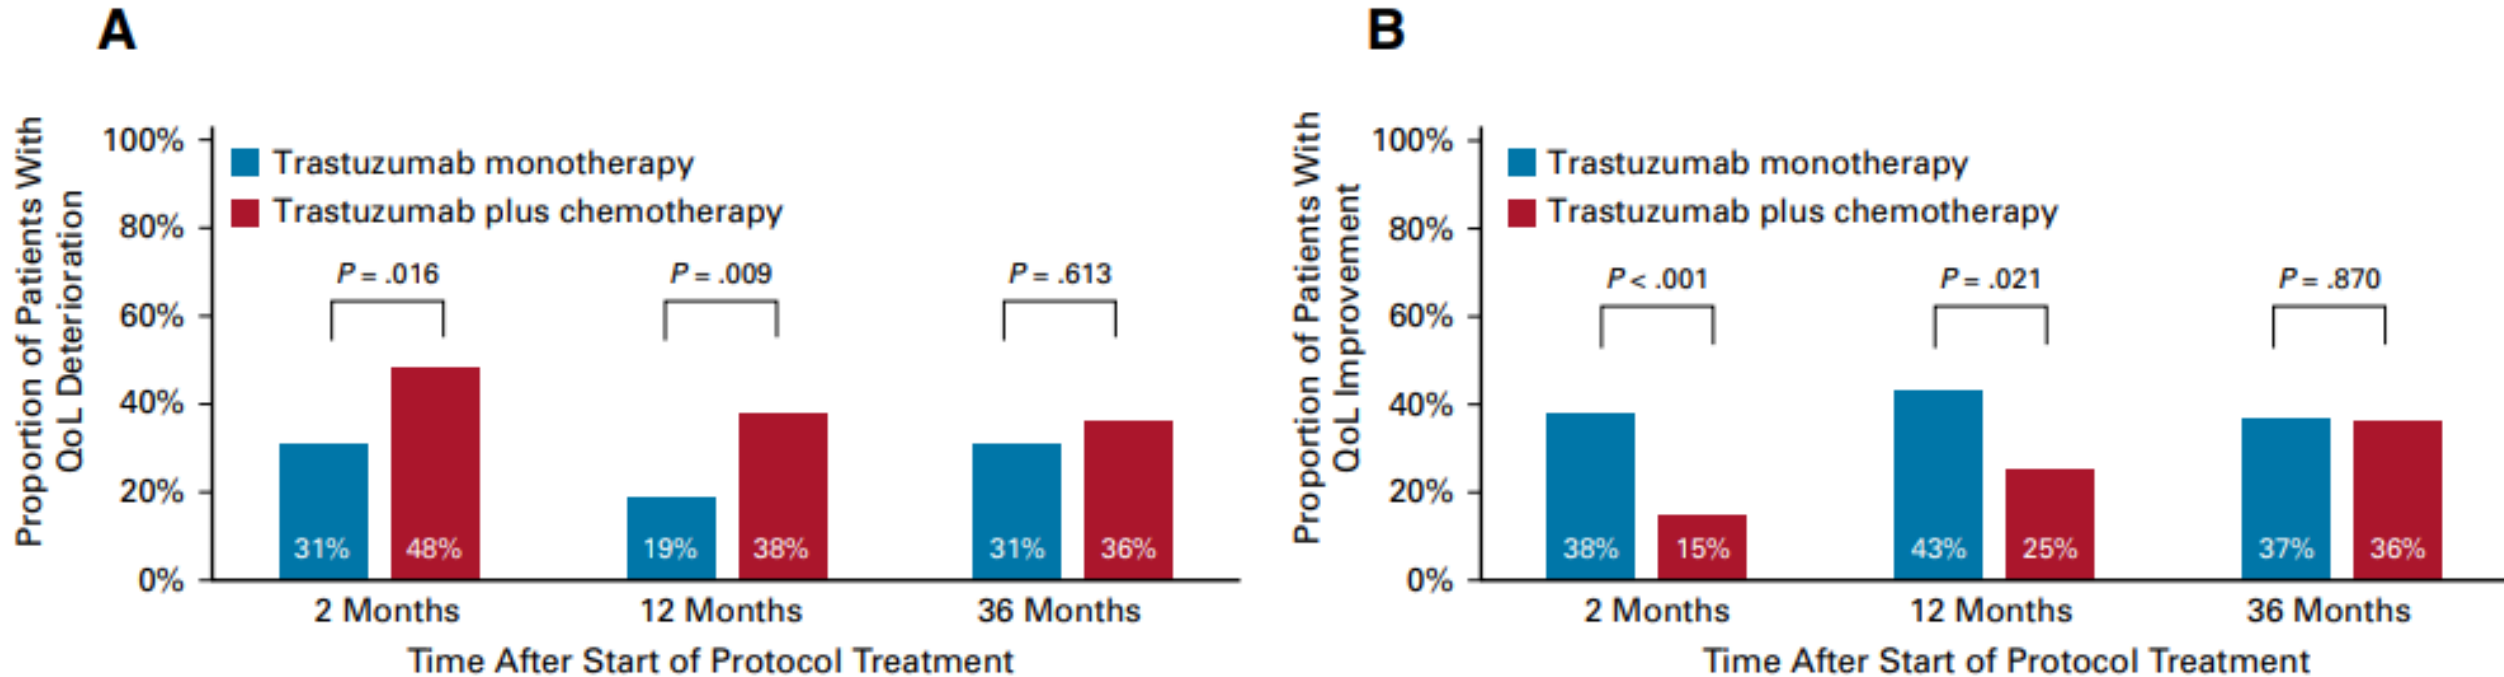 A
Proportion of Patients With
QoL Deterioration
100%
80%
60%
40%
20%
0%
Trastuzumab monotherapy
Trastuzumab plus chemotherapy
P = .016
P = .009
P = .613
31%
48%
19%
38%
31%
36%
2 Months
12 Months
36 Months
Time After Start of Protocol Treatment
B
Proportion of Patients With
QoL Improvement
100%
80%
60%
40%
20%
0%
Trastuzumab monotherapy
Trastuzumab plus chemotherapy
P < .001
P = .021
P = .870
38%
15%
43%
25%
37%
36%
2 Months
12 Months
36 Months
Time After Start of Protocol Treatment